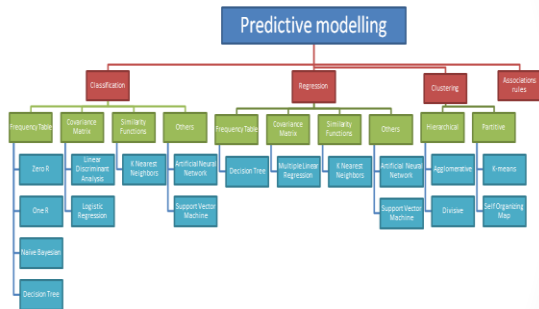 Predictive modelling
Classification
Regression
Clustering
Associations
rules
Frequency Table
Covariance
Matrix
Similarity
Functions
Others
Frequency Table
Covariance
Matrix
Similarity
Functions
Others
Hierarchical
Partitive
Zero R
Linear
Discriminant
Analysis
K Nearest
Neighbors
Artificial Neural
Network
Decision Tree
Multiple Linear
Regression
K Nearest
Neighbors
Artificial Neural
Network
Agglomerative
K-means
One R
Logistic
Regression
Support Vector
Machine
Support Vector
Machine
Divisive
Self Organizing
Map
Naive Bayesian
Decision Tree